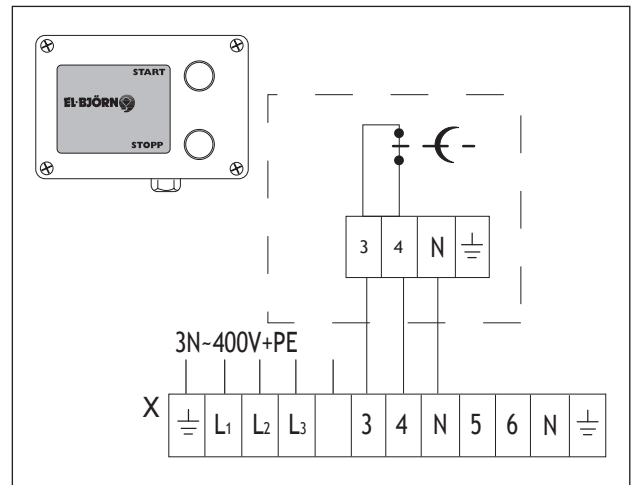 START
EL·BJÖRN
STOPP
3 4 N
3N~400V+PE
X L1 L2 L3 3 4 N 5 6 N